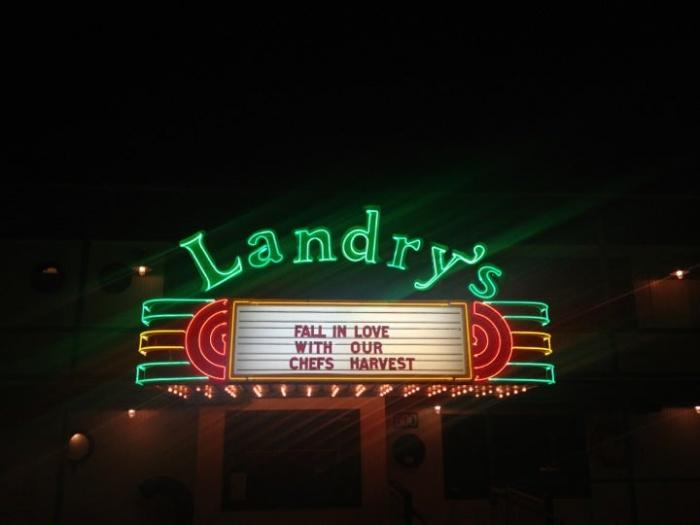 Landry's
FALL IN LOVE
WITH OUR
CHEFS HARVEST